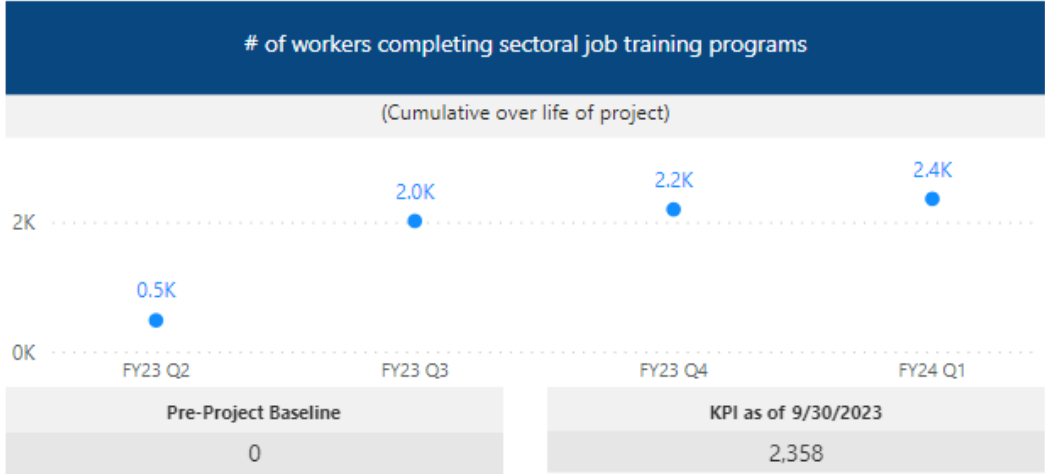 # of workers completing sectoral job training programs
(Cumulative over life of project)
2.4K
2.2K
2.0K
2K
0.5K
0K
FY23 Q2 FY23 Q3 FY23 Q4 FY24 Q1
Pre-Project Baseline KPI as of 9/30/2023
0 2,358